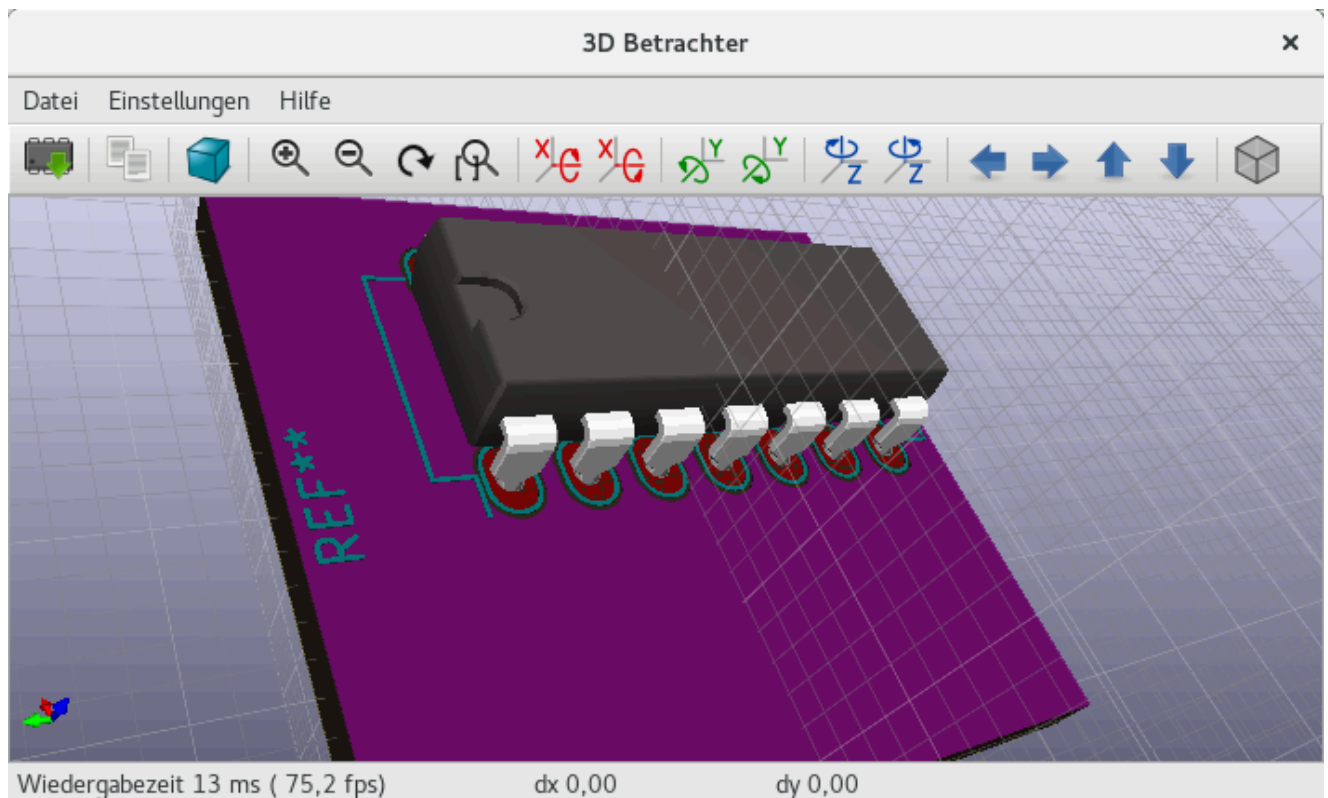 3D Betrachter
Datei Einstellungen Hilfe
X X Y Y Z Z
REF**
Wiedergabezeit 13 ms ( 75,2 fps) dx 0,00 dy 0,00